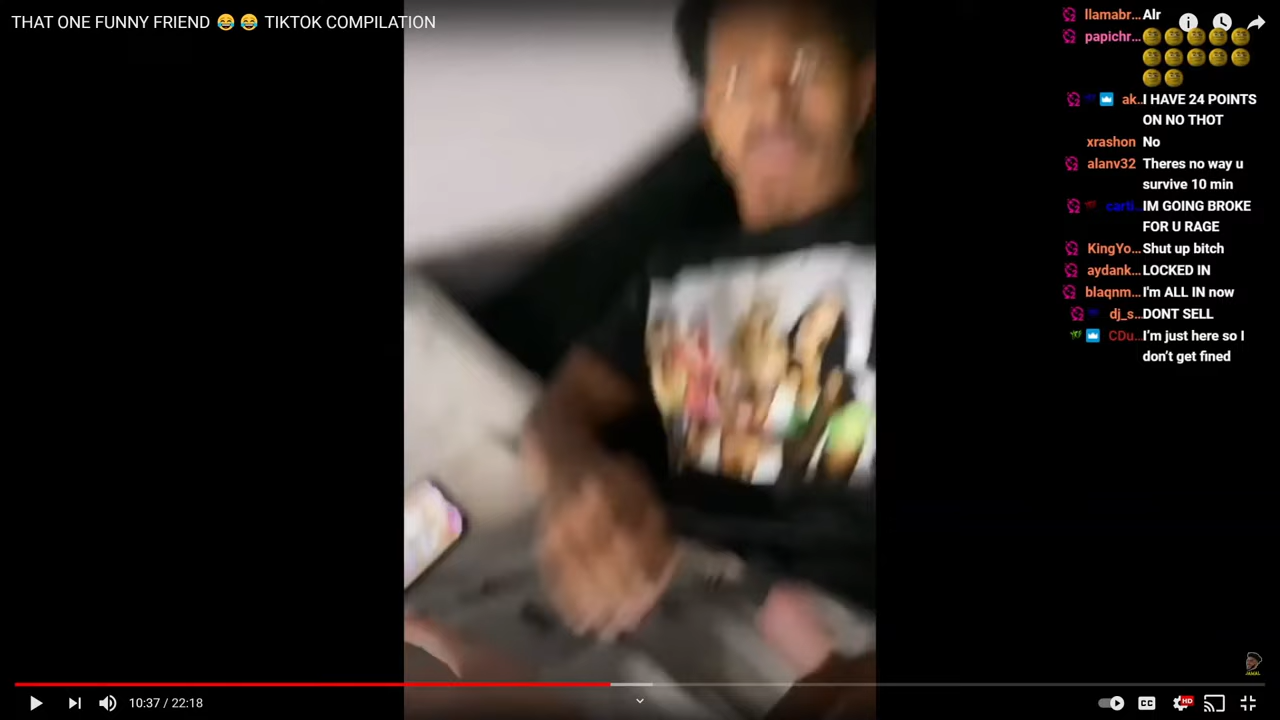 THAT ONE FUNNY FRIEND 😂😂 TIKTOK COMPILATION
llamabr...Alr
papichr...
ak..I HAVE 24 POINTS
ON NO THOT
xrashon No
alanv32 Theres no way u
survive 10 min
carti...IM GOING BROKE
FOR U RAGE
KingYo...Shut up bitch
aydank...LOCKED IN
blaqnm...I'm ALL IN now
dj_s...DONT SELL
CDu...I’m just here so I
don’t get fined
10:37 / 22:18
CC
HD